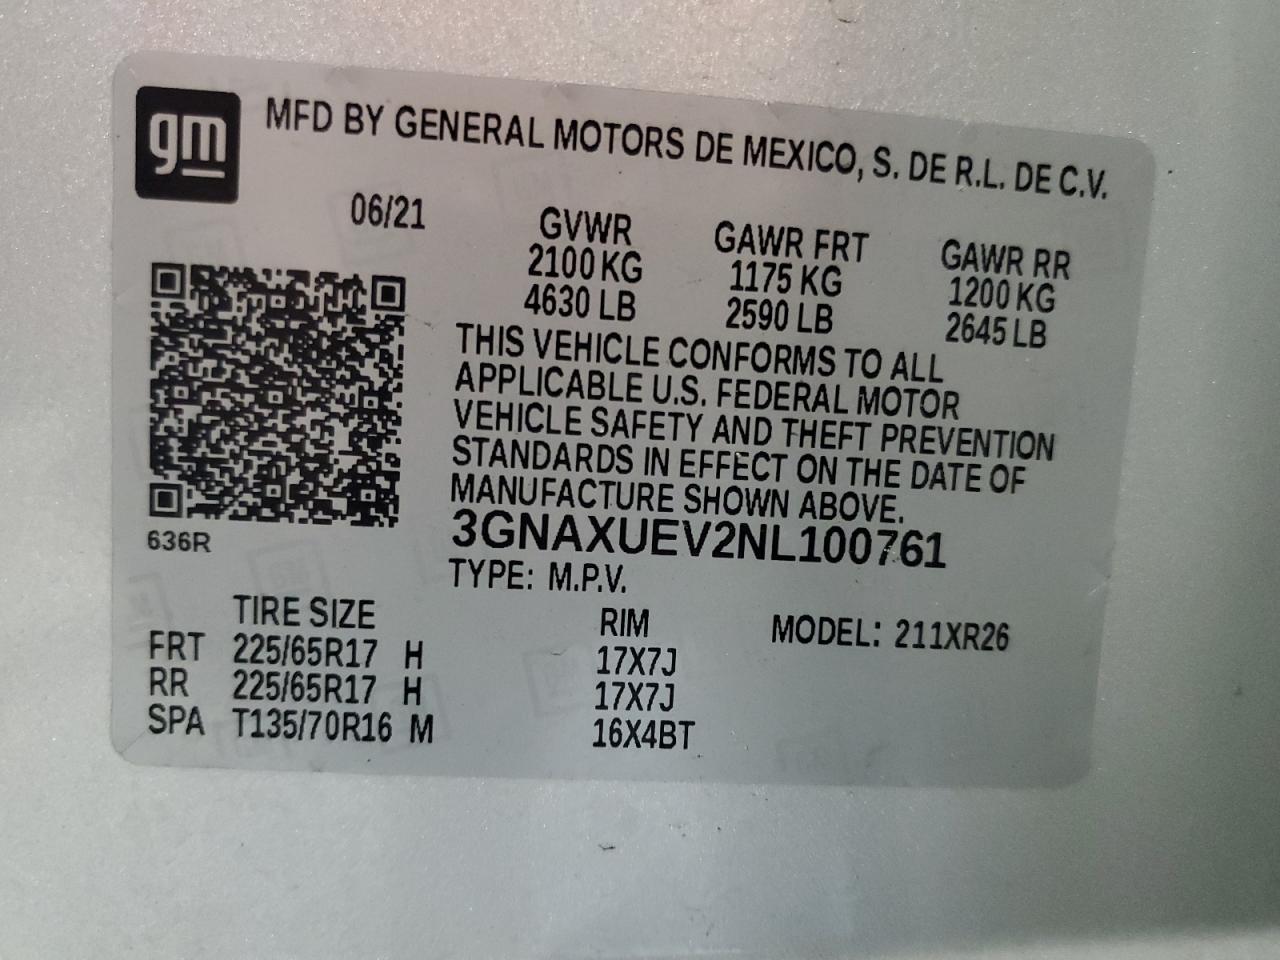 gm
MFD BY GENERAL MOTORS DE MEXICO, S. DE R.L. DE C.V.
06/21
GVWR GAWR FRT GAWR RR
2100 KG 1175 KG 1200 KG
4630 LB 2590 LB 2645 LB
THIS VEHICLE CONFORMS TO ALL
APPLICABLE U.S. FEDERAL MOTOR
VEHICLE SAFETY AND THEFT PREVENTION
STANDARDS IN EFFECT ON THE DATE OF
MANUFACTURE SHOWN ABOVE.
3GNAXUEV2NL100761
636R
TYPE: M.P.V.
TIRE SIZE RIM MODEL: 211XR26
FRT 225/65R17 H 17X7J
RR 225/65R17 H 17X7J
SPA T135/70R16 M 16X4BT